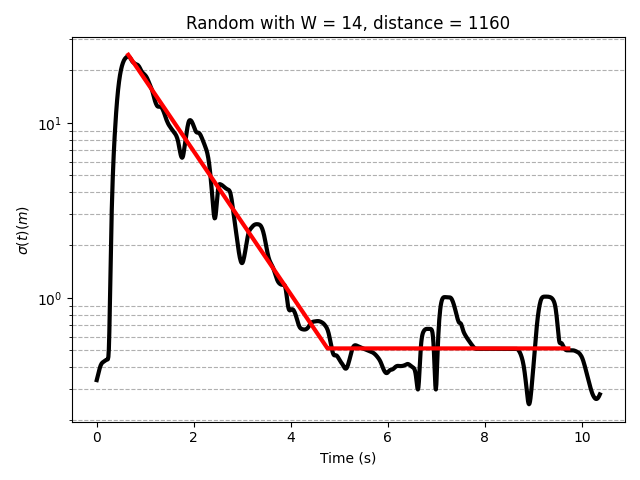 Random with W = 14, distance = 1160
10¹
10⁰
σ(t)(m)
0 2 4 6 8 10
Time (s)